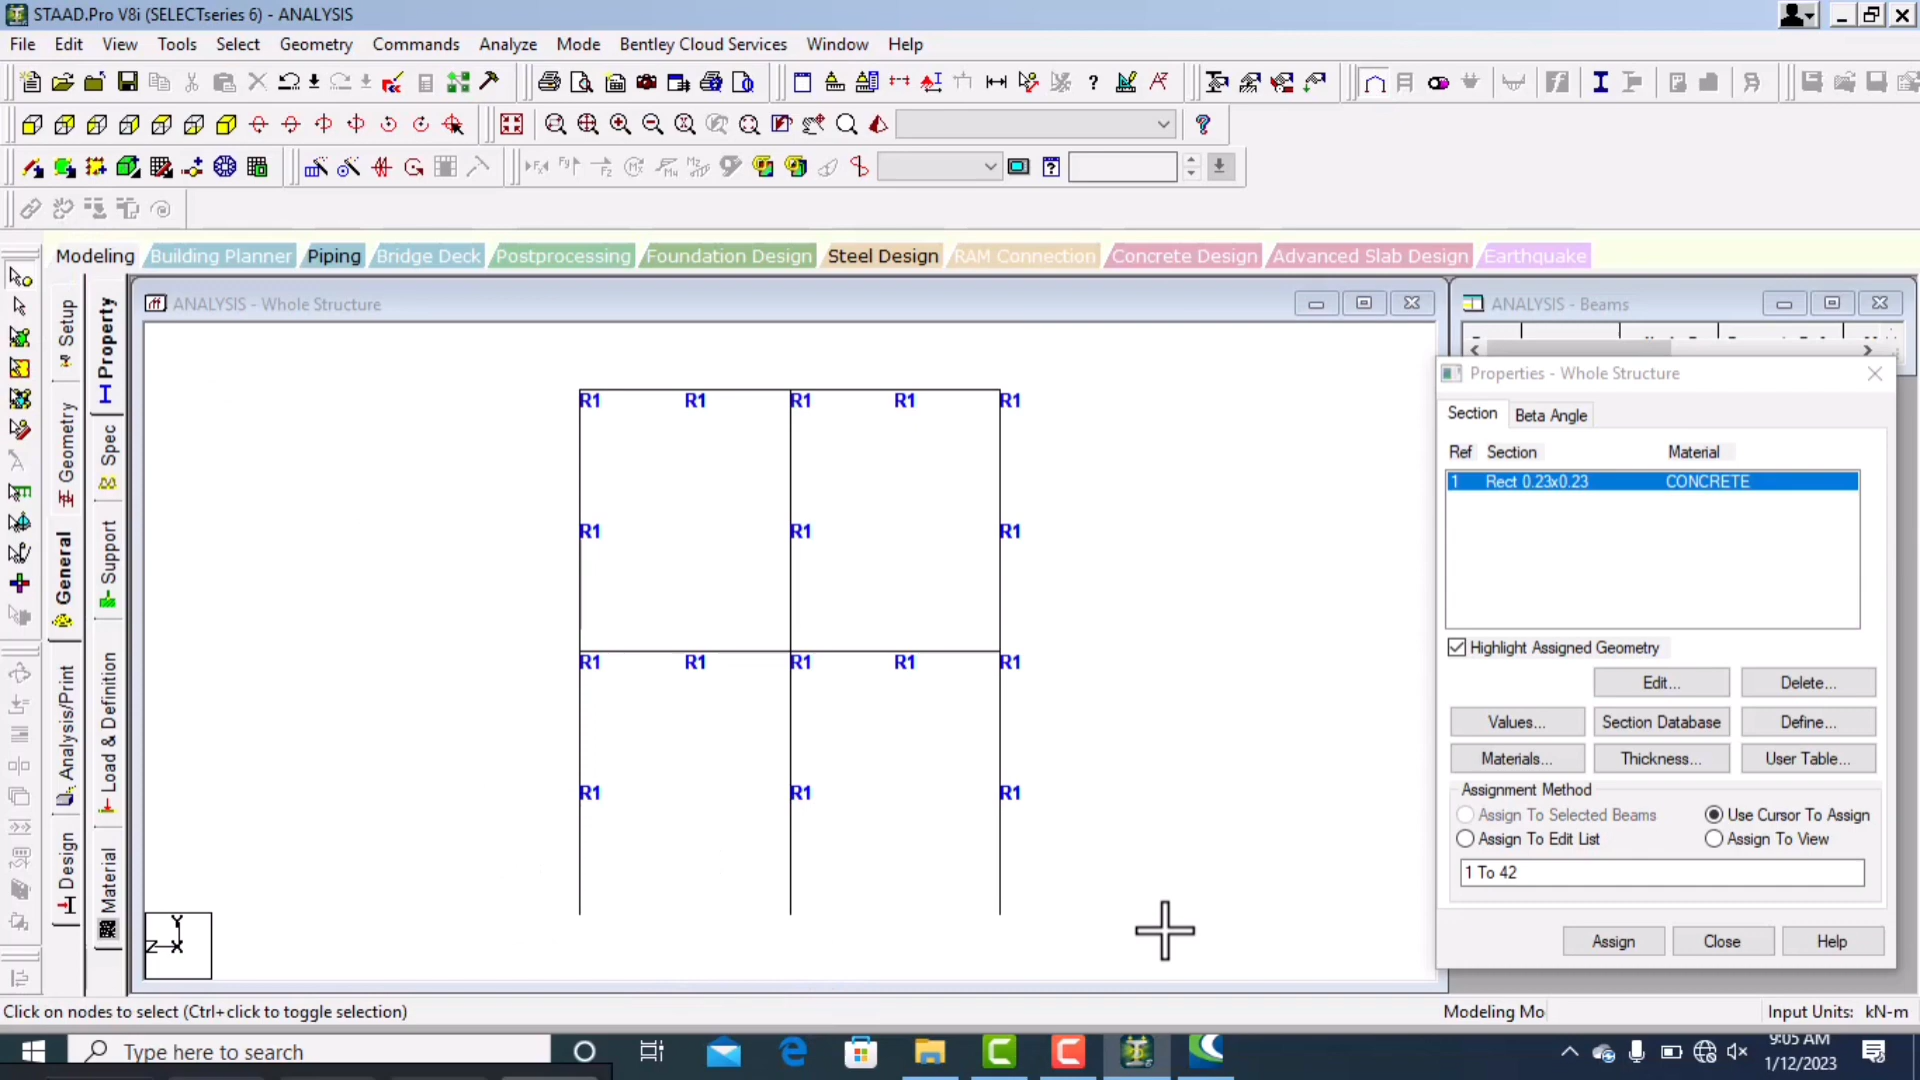 STAAD.Pro V8i (SELECTseries 6) - ANALYSIS
File Edit View Tools Select Geometry Commands Analyze Mode Bentley Cloud Services Window Help
Modeling Building Planner Piping Bridge Deck Postprocessing Foundation Design Steel Design RAM Connection Concrete Design Advanced Slab Design Earthquake
Setup
Geometry
General
Analysis/Print
Design
Property
Spec
Support
Load & Definition
Material
ANALYSIS - Whole Structure
R1 R1 R1 R1 R1
R1 R1 R1
R1 R1 R1 R1 R1
R1 R1 R1
Y
Z X
ANALYSIS - Beams
Properties - Whole Structure
Section Beta Angle
Ref Section Material
1 Rect 0.23x0.23 CONCRETE
Highlight Assigned Geometry
Edit... Delete...
Values... Section Database Define...
Materials... Thickness... User Table...
Assignment Method
Assign To Selected Beams Use Cursor To Assign
Assign To Edit List Assign To View
1 To 42
Assign Close Help
Click on nodes to select (Ctrl+click to toggle selection) Modeling Mo Input Units: kN-m
Type here to search
9:05 AM
1/12/2023